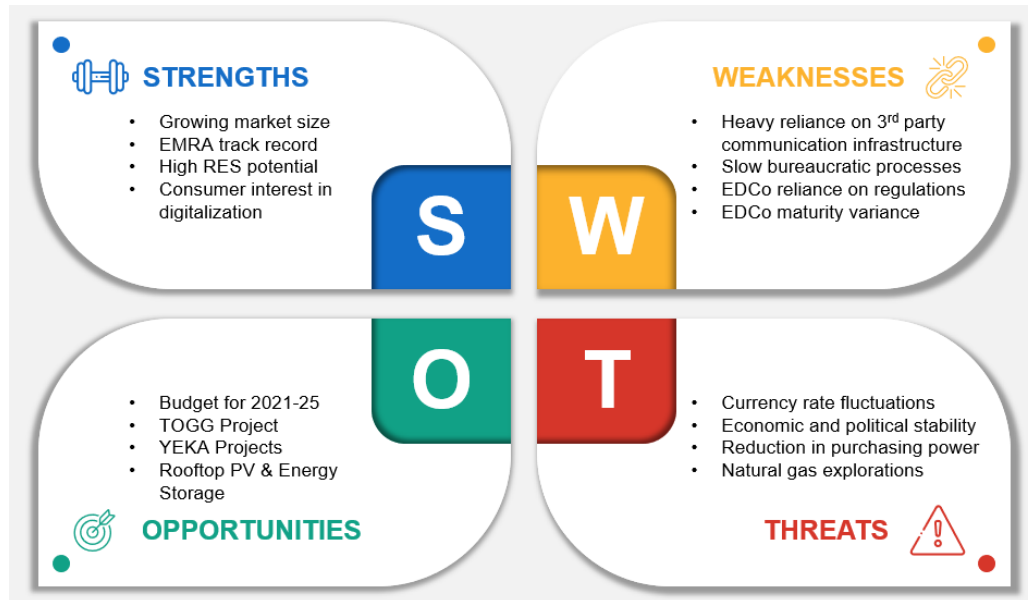 STRENGTHS
• Growing market size
• EMRA track record
• High RES potential
• Consumer interest in
digitalization
WEAKNESSES
• Heavy reliance on 3rd party
communication infrastructure
• Slow bureaucratic processes
• EDCo reliance on regulations
• EDCo maturity variance
S
W
O
T
• Budget for 2021-25
• TOGG Project
• YEKA Projects
• Rooftop PV & Energy
Storage
OPPORTUNITIES
• Currency rate fluctuations
• Economic and political stability
• Reduction in purchasing power
• Natural gas explorations
THREATS